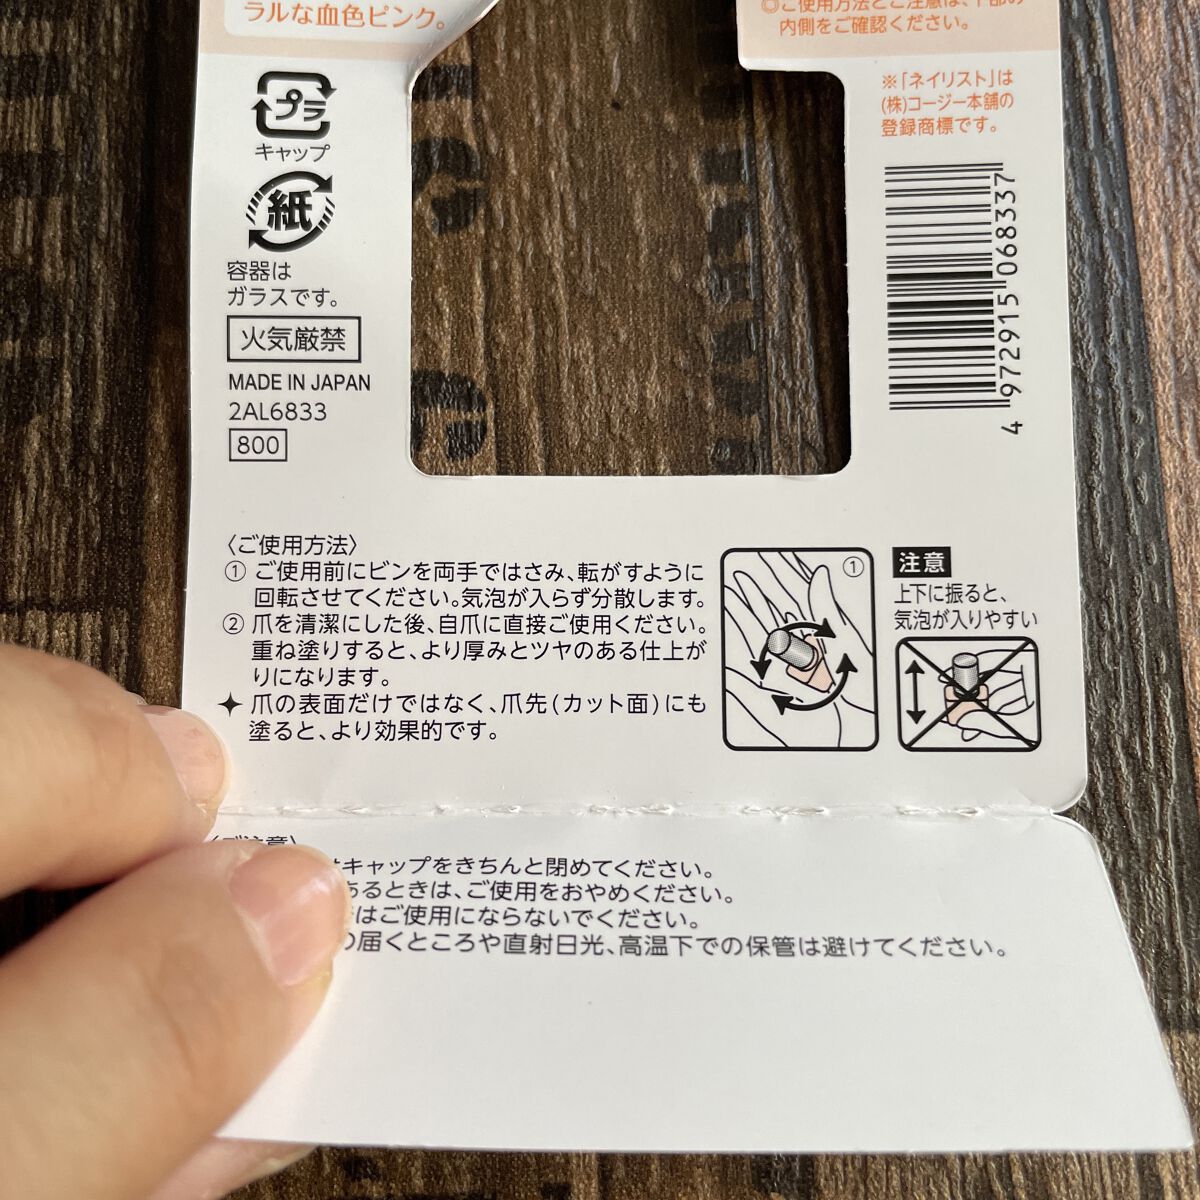 ラルな血色ピンク。
◎ご使用方法とご注意は、下部の
内側をご確認ください。
プラ
キャップ
紙
容器は
ガラスです。
火気厳禁
MADE IN JAPAN
2AL6833
800
※「ネイリスト」は
(株)コージー本舗の
登録商標です。
4 972915 068337
〈ご使用方法〉
① ご使用前にビンを両手ではさみ、転がすように
回転させてください。気泡が入らず分散します。
② 爪を清潔にした後、自爪に直接ご使用ください。
重ね塗りすると、より厚みとツヤのある仕上が
りになります。
✦ 爪の表面だけではなく、爪先(カット面)にも
塗ると、より効果的です。
①
注意
上下に振ると、
気泡が入りやすい
〈ご注意〉
はキャップをきちんと閉めてください。
あるときは、ご使用をおやめください。
はご使用にならないでください。
の届くところや直射日光、高温下での保管は避けてください。